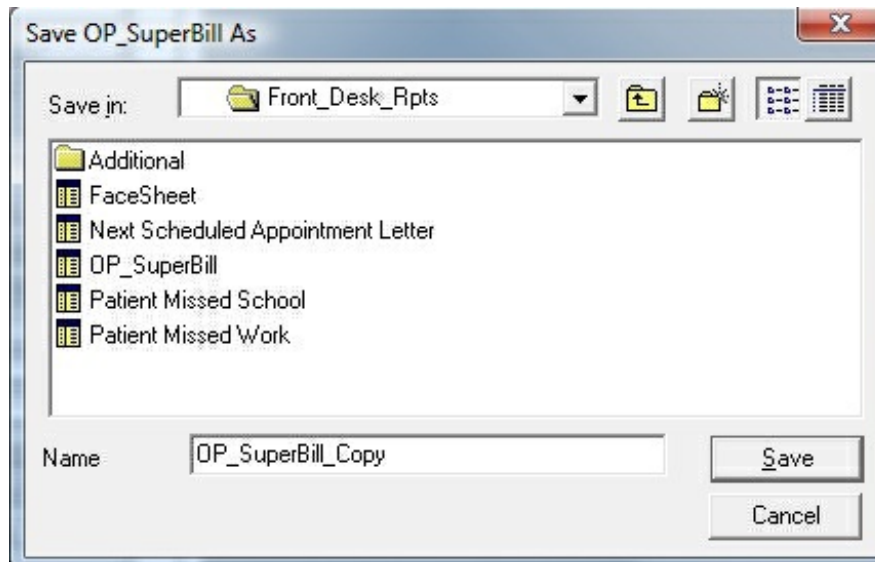 Save OP_SuperBill As
X
Save in: Front_Desk_Rpts
Additional
FaceSheet
Next Scheduled Appointment Letter
OP_SuperBill
Patient Missed School
Patient Missed Work
Name OP_SuperBill_Copy Save
Cancel